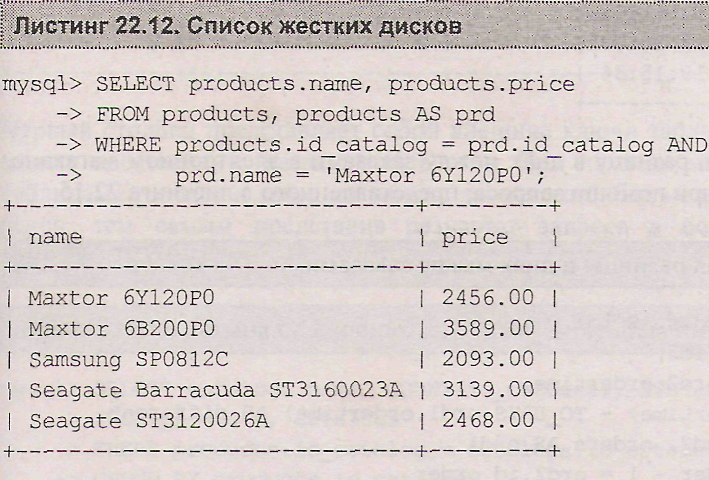 Листинг 22.12. Список жестких дисков
mysql> SELECT products.name, products.price
-> FROM products, products AS prd
-> WHERE products.id_catalog = prd.id_catalog AND
-> prd.name = 'Maxtor 6Y120P0';
+---------------------------------+---------+
| name | price |
+---------------------------------+---------+
| Maxtor 6Y120P0 | 2456.00 |
| Maxtor 6B200P0 | 3589.00 |
| Samsung SP0812C | 2093.00 |
| Seagate Barracuda ST3160023A | 3139.00 |
| Seagate ST3120026A | 2468.00 |
+---------------------------------+---------+